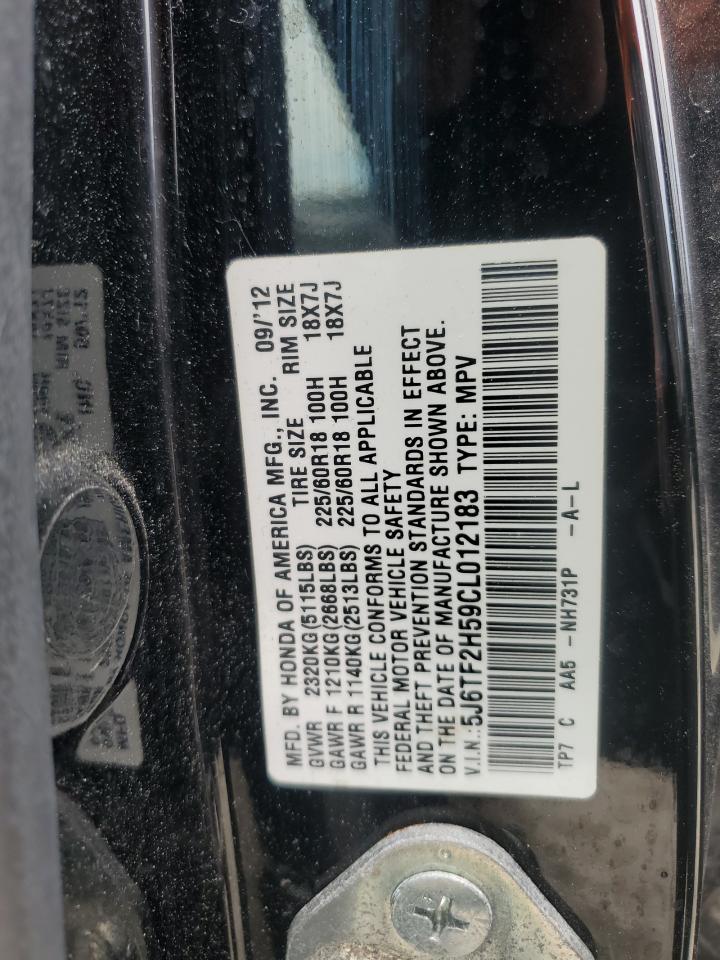 MFD. BY HONDA OF AMERICA MFG., INC. 09/'12
TIRE SIZE RIM SIZE
GVWR 2320KG(5115LBS)
GAWR F 1210KG(2668LBS) 225/60R18 100H 18X7J
GAWR R 1140KG(2513LBS) 225/60R18 100H 18X7J
THIS VEHICLE CONFORMS TO ALL APPLICABLE
FEDERAL MOTOR VEHICLE SAFETY
AND THEFT PREVENTION STANDARDS IN EFFECT
ON THE DATE OF MANUFACTURE SHOWN ABOVE.
V.I.N.:5J6TF2H59CL012183 TYPE: MPV
TP7 C AA5 -NH731P -A-L